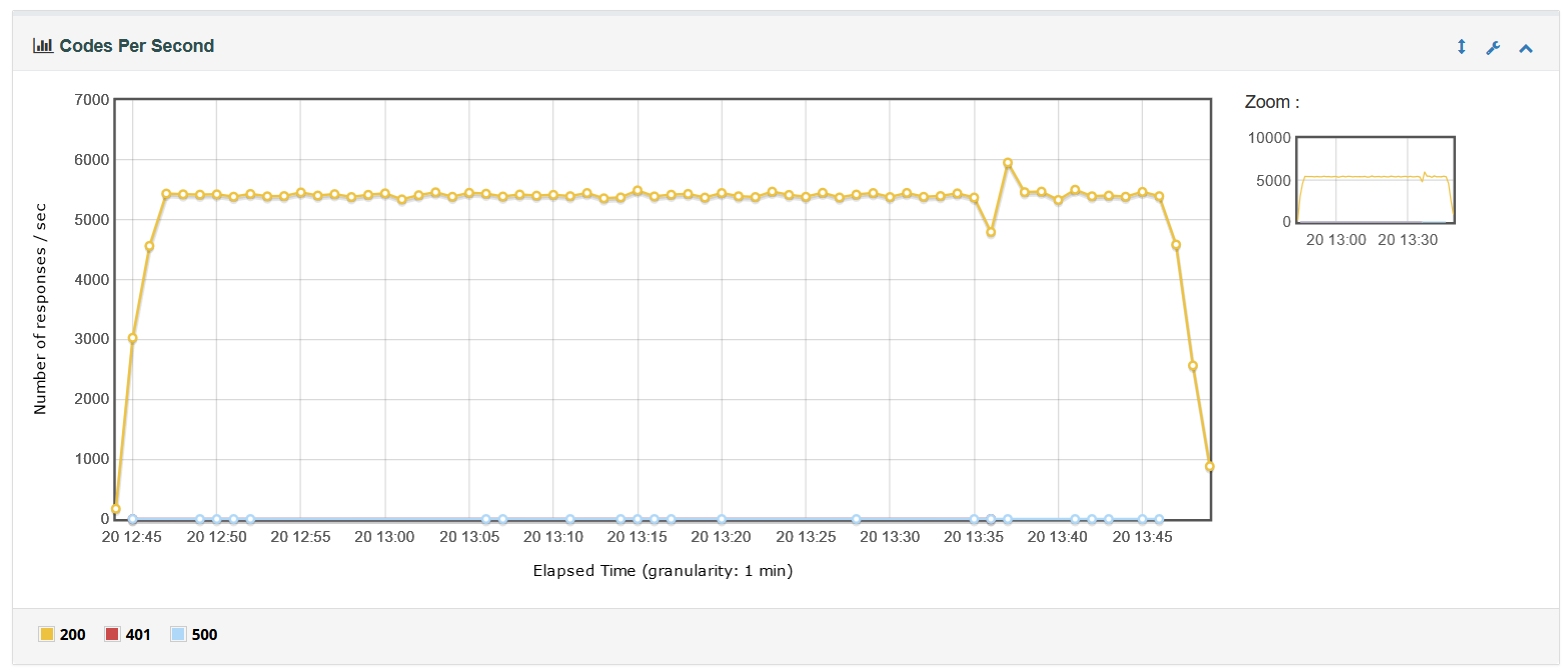 Codes Per Second
Zoom :
7000
6000
5000
4000
3000
2000
1000
0
Number of responses / sec
20 12:45 20 12:50 20 12:55 20 13:00 20 13:05 20 13:10 20 13:15 20 13:20 20 13:25 20 13:30 20 13:35 20 13:40 20 13:45
Elapsed Time (granularity: 1 min)
10000
5000
0
20 13:00 20 13:30
200 401 500